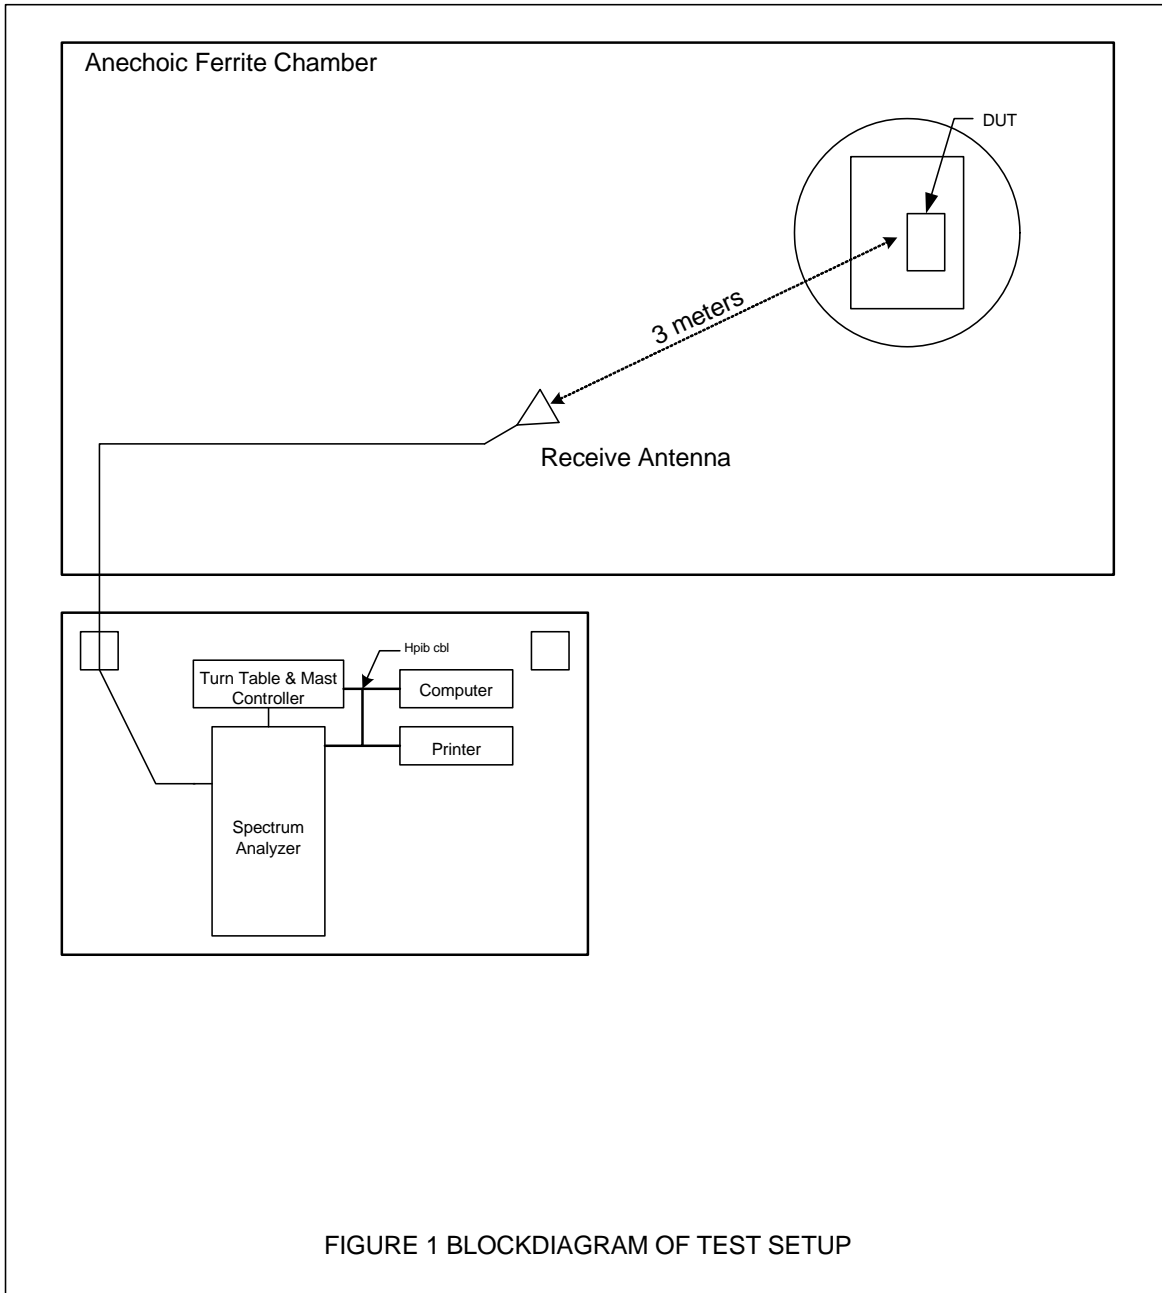 Anechoic Ferrite Chamber
DUT
3 meters
Receive Antenna
Hpib cbl
Turn Table & Mast
Controller
Computer
Printer
Spectrum
Analyzer
FIGURE 1 BLOCKDIAGRAM OF TEST SETUP